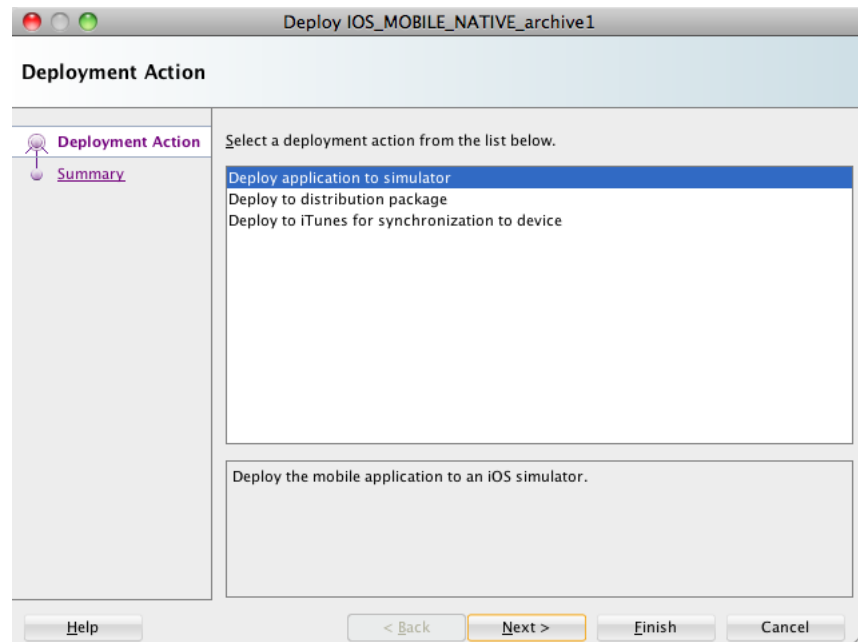 Deploy IOS_MOBILE_NATIVE_archive1
Deployment Action
Deployment Action
Summary
Select a deployment action from the list below.
Deploy application to simulator
Deploy to distribution package
Deploy to iTunes for synchronization to device
Deploy the mobile application to an iOS simulator.
Help
< Back
Next >
Finish
Cancel